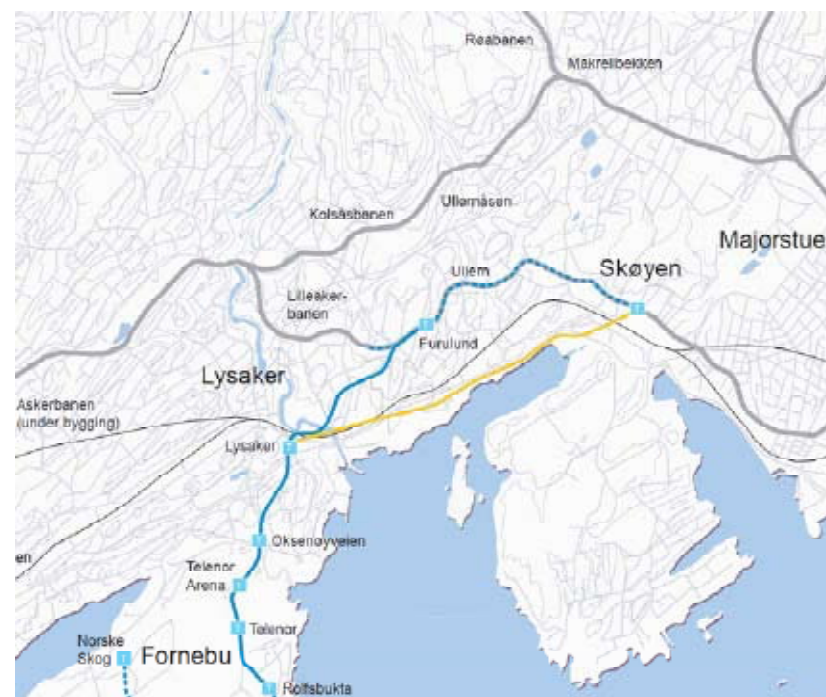 Røabanen
Makrellbekken
Kolsåsbanen
Ullernåsen
Majorstue
Ullern
Skøyen
Lilleaker-
banen
Furulund
Lysaker
Askerbanen
(under bygging)
Lysaker
en
Oksenøyveien
Telenor
Arena
Telenor
Norske
Skog
Fornebu
Rolfsbukta